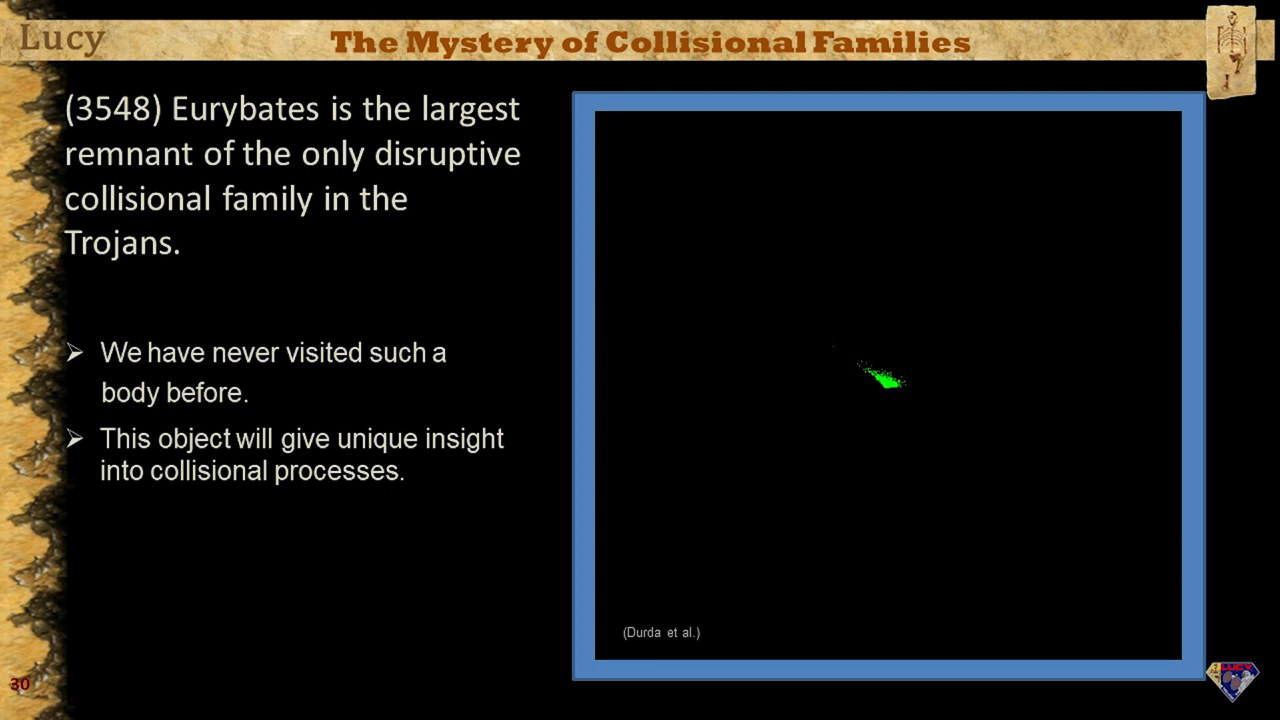 Lucy
The Mystery of Collisional Families
(3548) Eurybates is the largest
remnant of the only disruptive
collisional family in the
Trojans.
We have never visited such a
body before.
This object will give unique insight
into collisional processes.
(Durda et al.)
30
LUCY